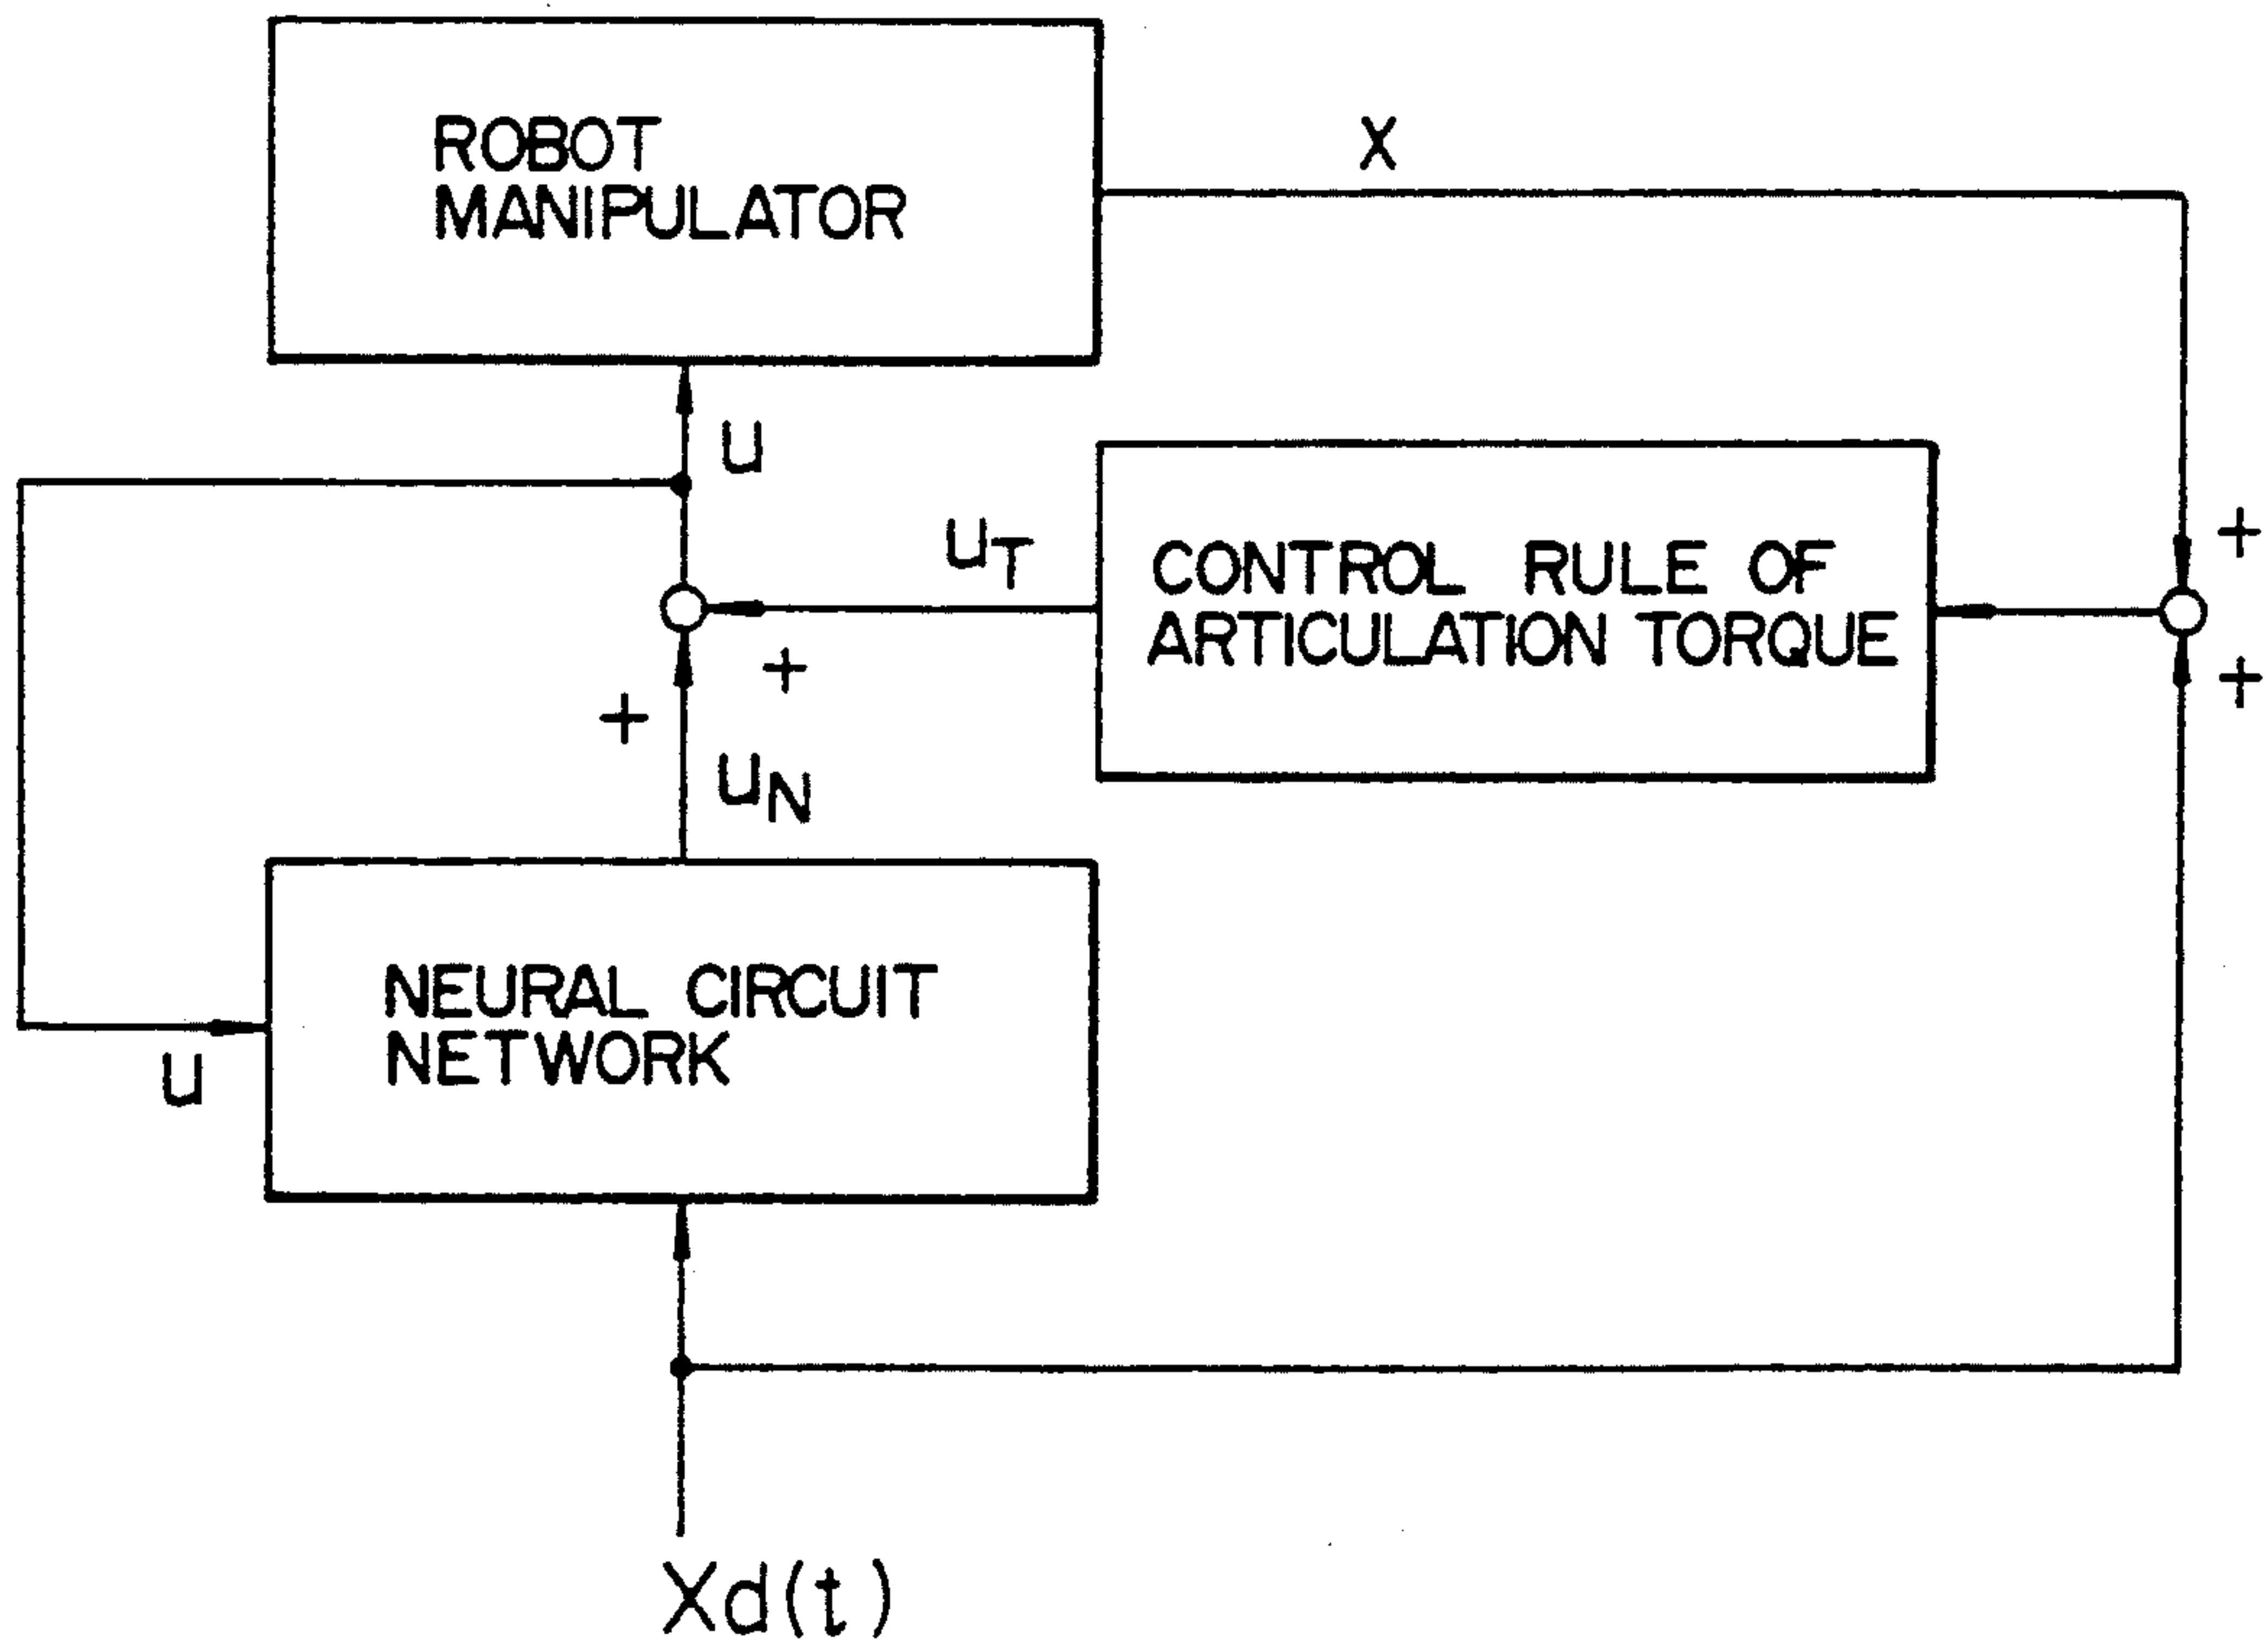 ROBOT
MANIPULATOR
X
u
uT
CONTROL RULE OF
ARTICULATION TORQUE
+
+
+
+
uN
NEURAL CIRCUIT
NETWORK
u
Xd(t)